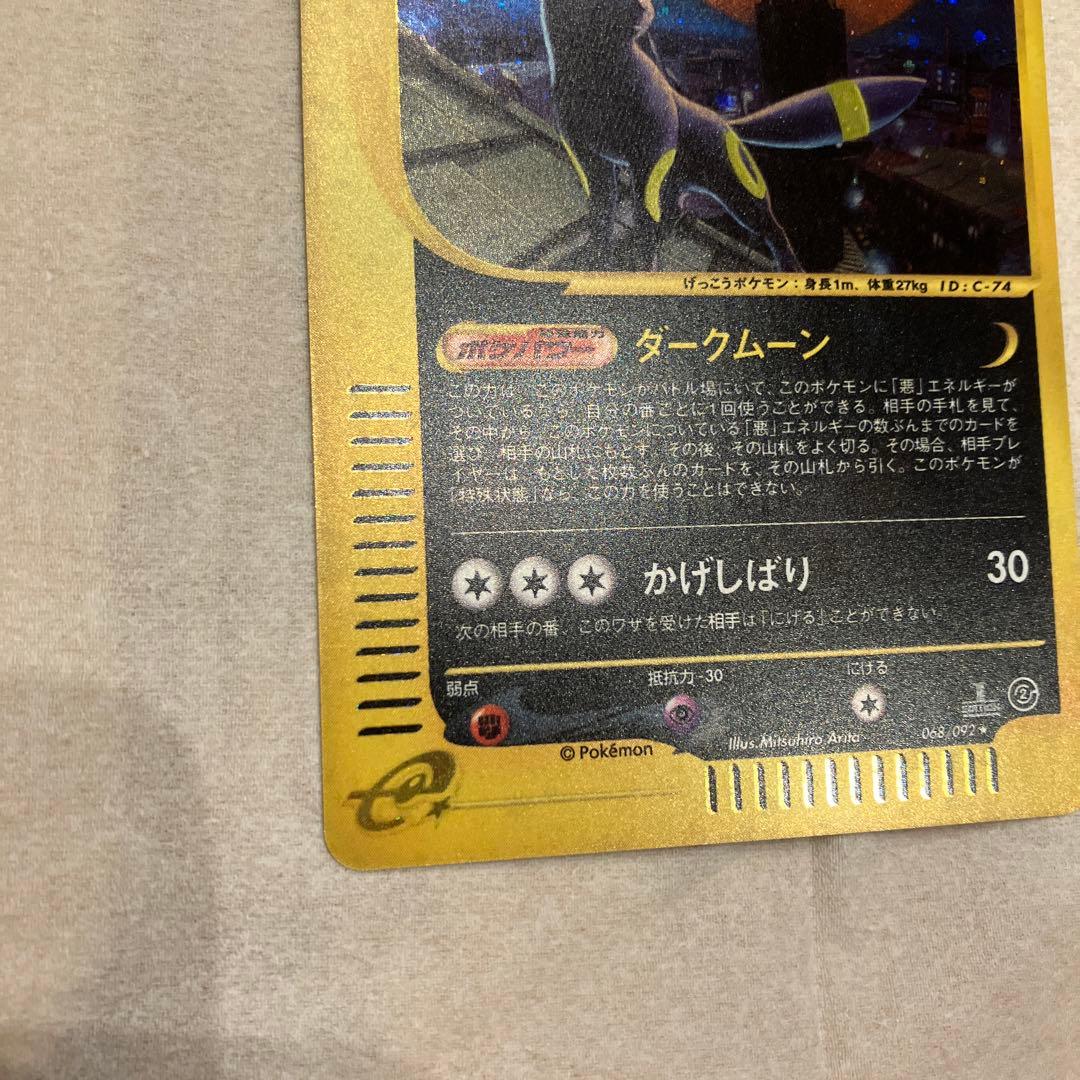 げっこうポケモン：身長1m、体重27kg ID:C-74
特殊能力
ポケパワー ダークムーン
この力は、このポケモンがバトル場にいて、このポケモンに「悪」エネルギーが
ついているなら、自分の番ごとに1回使うことができる。相手の手札を見て、
その中から、このポケモンについている「悪」エネルギーの数ぶんまでのカードを
選び、相手の山札にもどす。その後、その山札をよく切る。その場合、相手プレ
イヤーは、もどした枚数ぶんのカードを、その山札から引く。このポケモンが
「特殊状態」なら、この力を使うことはできない。
かげしばり 30
次の相手の番、このワザを受けた相手は「にげる」ことができない。
弱点 抵抗力 -30 にげる
1 EDITION 2
© Pokémon Illus.Mitsuhiro Arita 068/092★
e